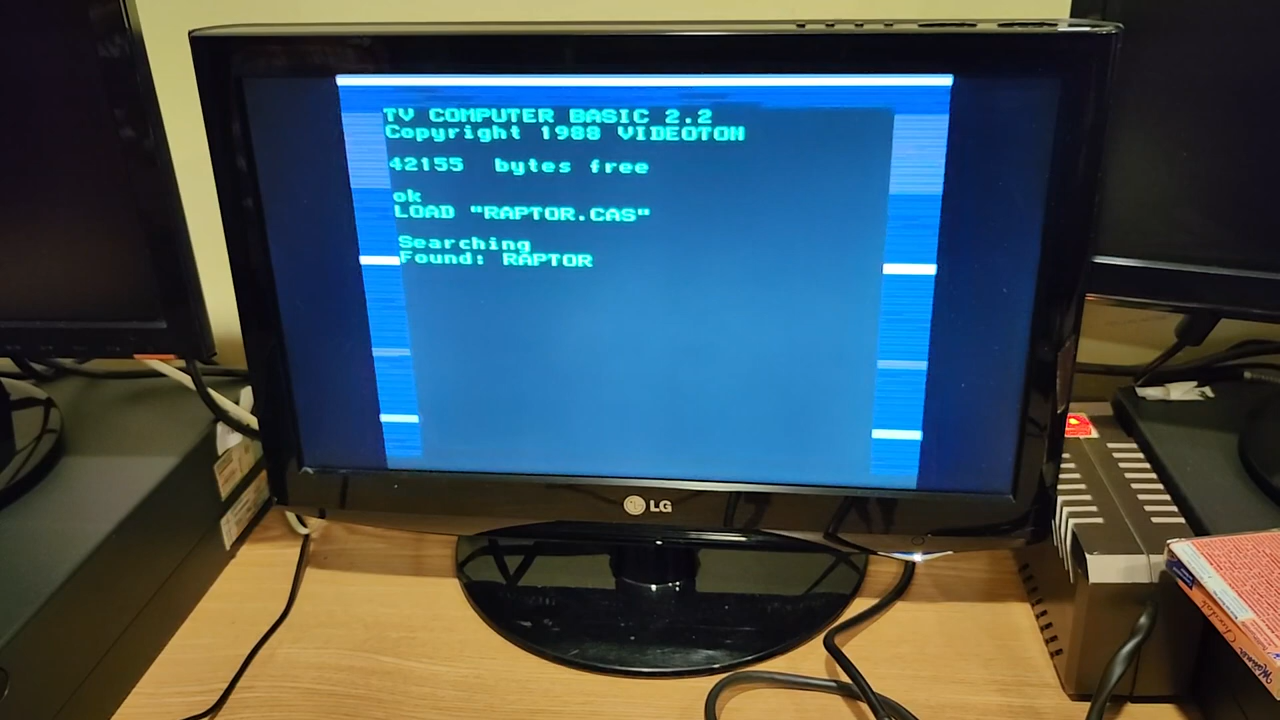 TV COMPUTER BASIC 2.2
Copyright 1988 VIDEOTON
42155 bytes free
ok
LOAD "RAPTOR.CAS"
Searching
Found: RAPTOR
LG